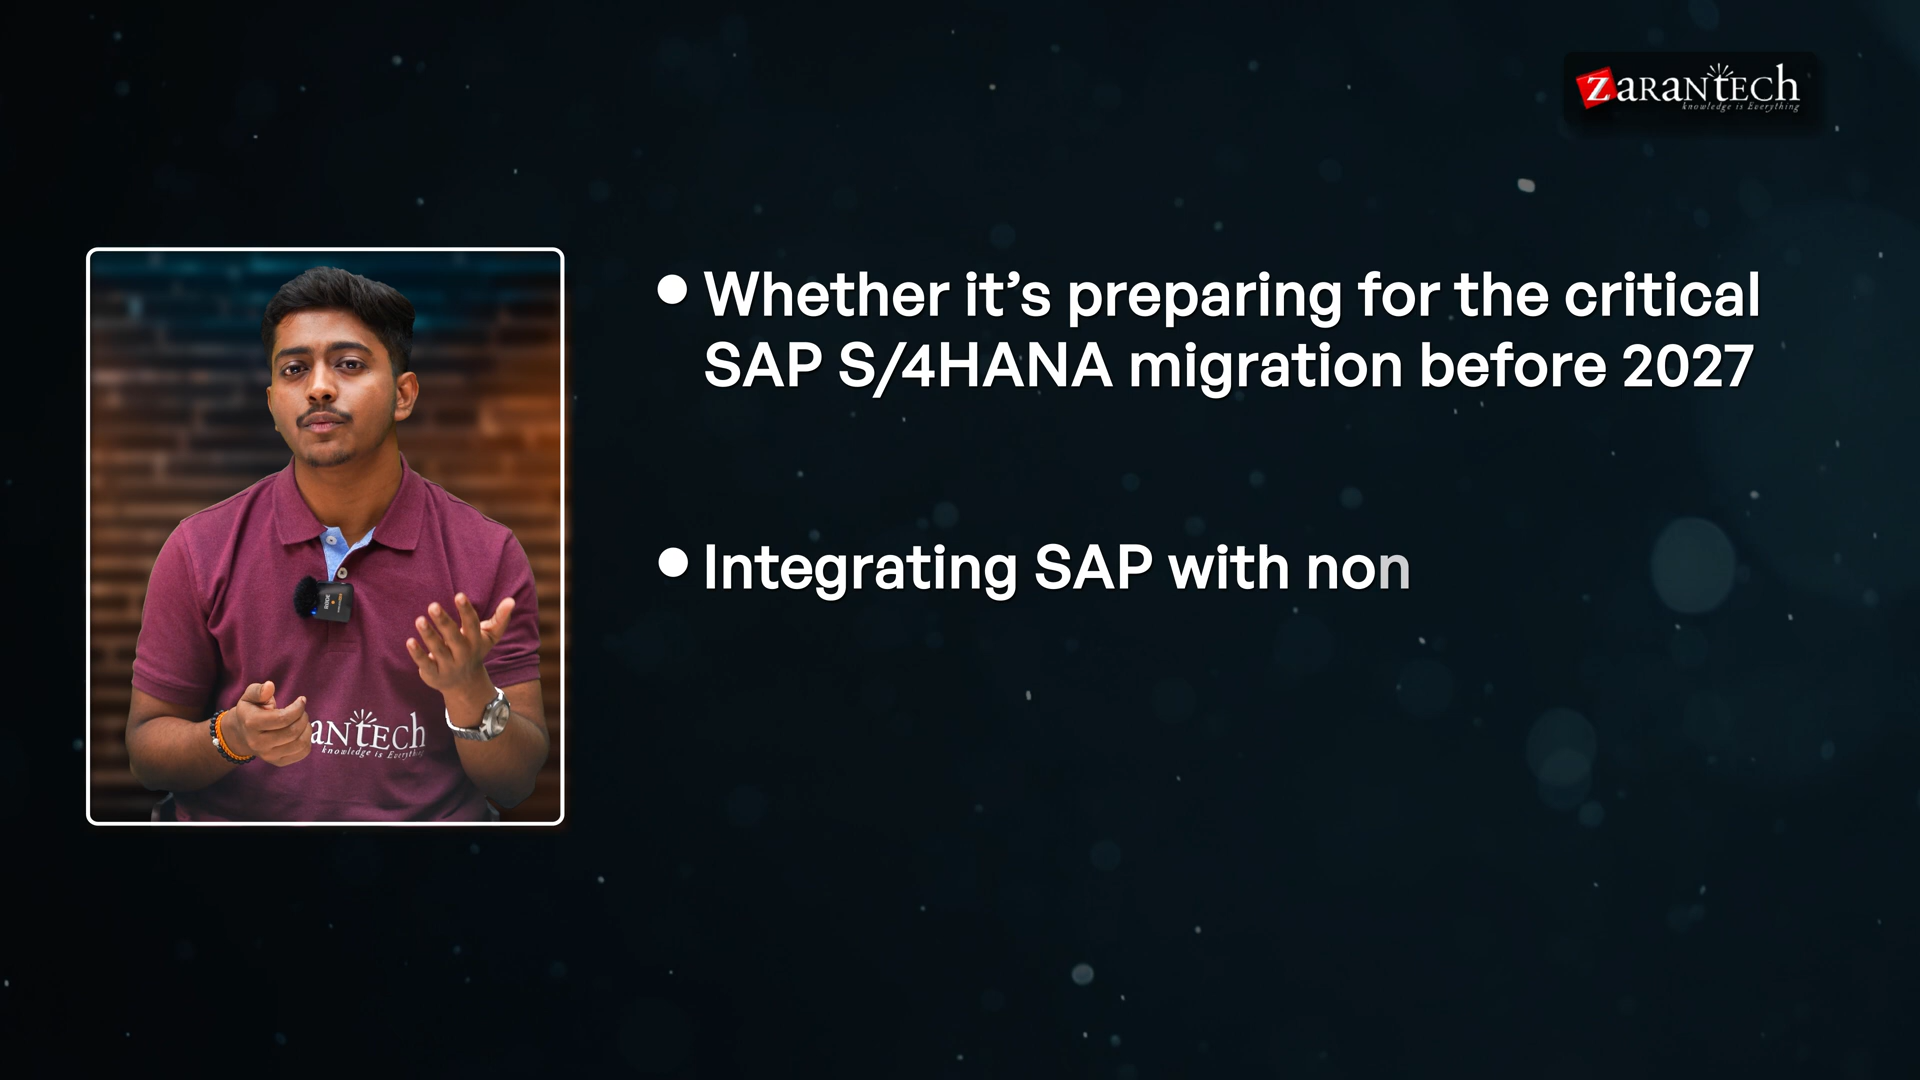 ZARANTECH
knowledge is Everything
• Whether it’s preparing for the critical
SAP S/4HANA migration before 2027
• Integrating SAP with non
RODE
ANTECH
knowledge is Everything